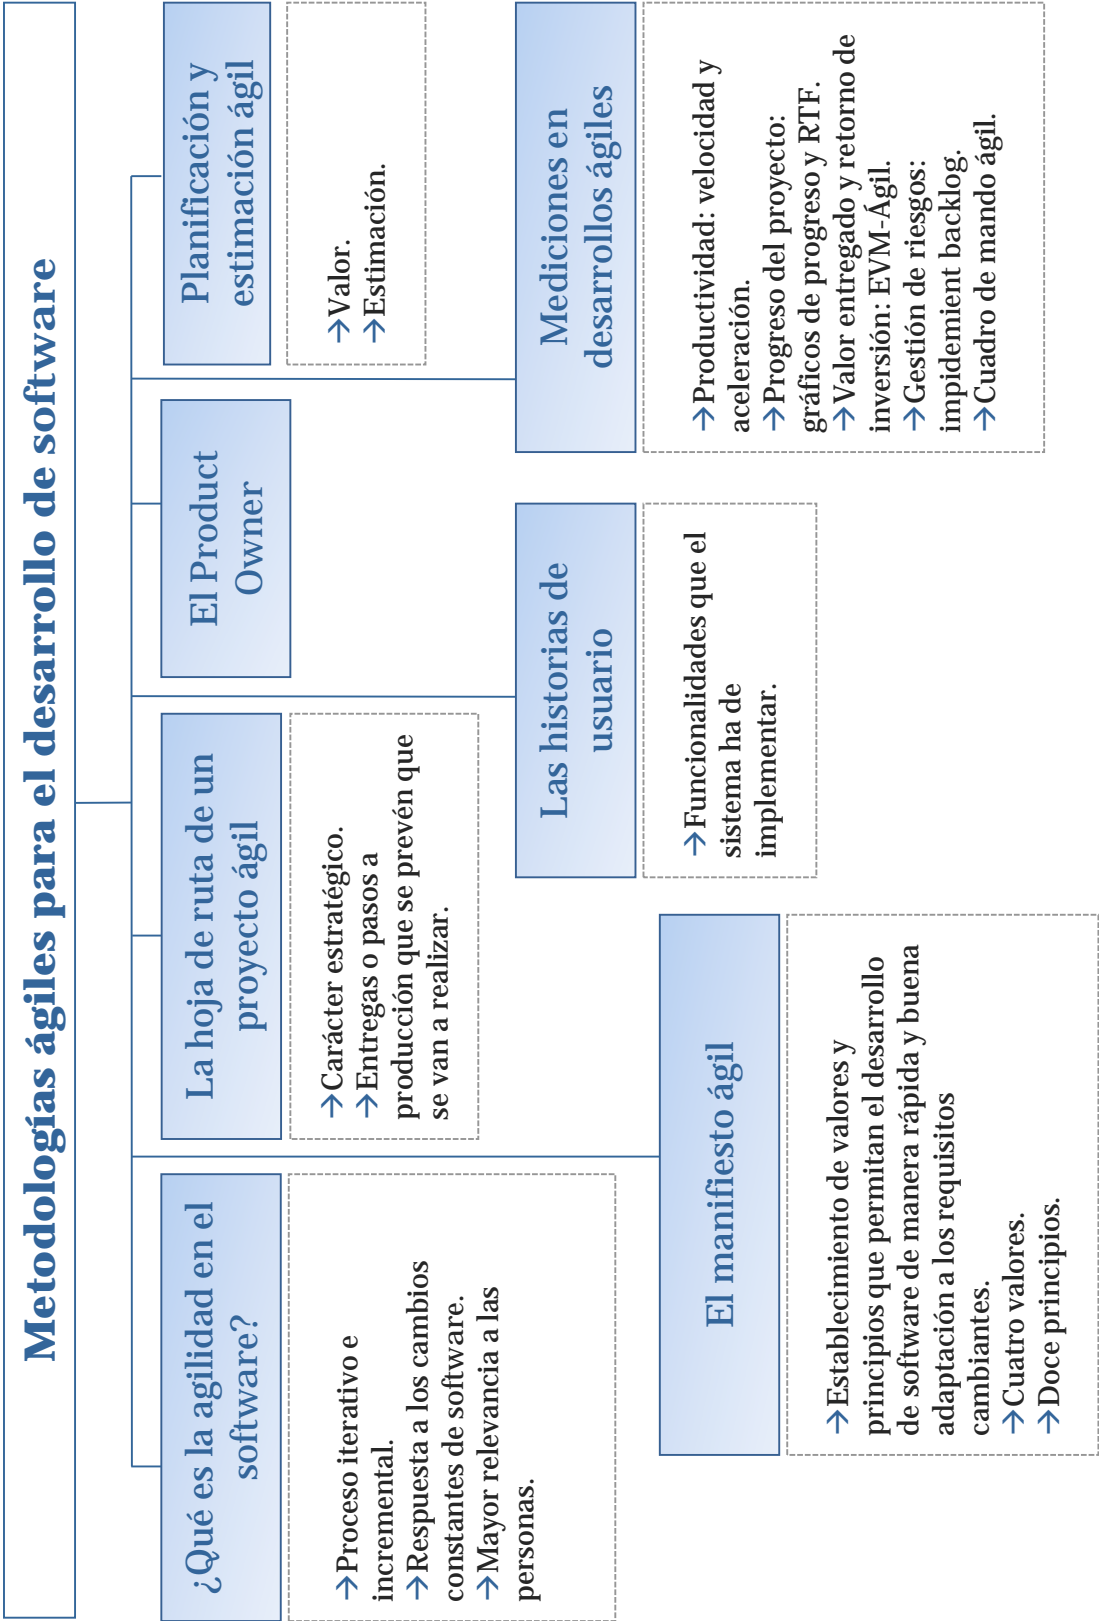 Metodologías ágiles para el desarrollo de software
¿Qué es la agilidad en el
software?
→Proceso iterativo e
incremental.
→Respuesta a los cambios
constantes de software.
→Mayor relevancia a las
personas.
El manifiesto ágil
→Establecimiento de valores y
principios que permitan el desarrollo
de software de manera rápida y buena
adaptación a los requisitos
cambiantes.
→Cuatro valores.
→Doce principios.
La hoja de ruta de un
proyecto ágil
→Carácter estratégico.
→Entregas o pasos a
producción que se prevén que
se van a realizar.
Las historias de
usuario
→Funcionalidades que el
sistema ha de
implementar.
El Product
Owner
Mediciones en
desarrollos ágiles
→Productividad: velocidad y
aceleración.
→Progreso del proyecto:
gráficos de progreso y RTF.
→Valor entregado y retorno de
inversión: EVM-Ágil.
→Gestión de riesgos:
impidemient backlog.
→Cuadro de mando ágil.
Planificación y
estimación ágil
→Valor.
→Estimación.